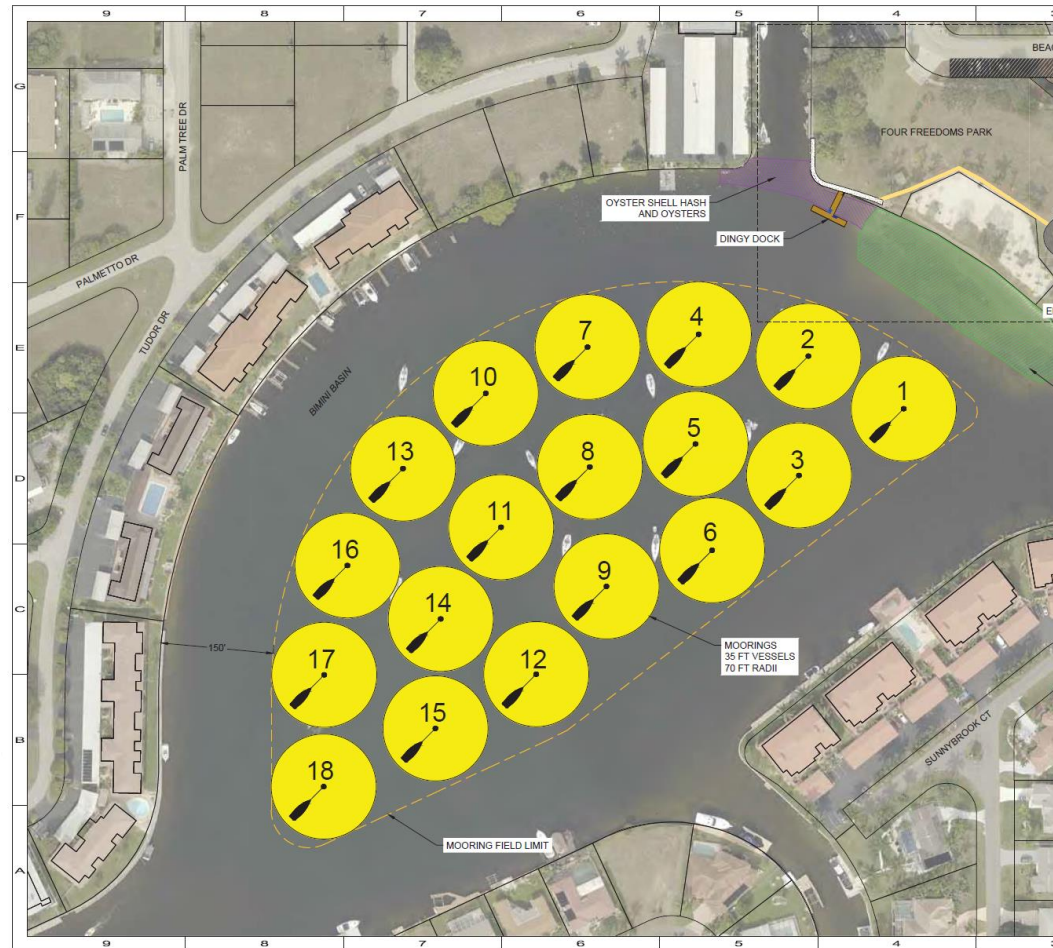 9 8 7 6 5 4
G
BEAC
PALM TREE DR
FOUR FREEDOMS PARK
F
OYSTER SHELL HASH
AND OYSTERS
DINGY DOCK
PALMETTO DR
TUDOR DR
E
BIMINI BASIN
7
4
2
10
1
5
13
8
3
D
11
6
16
9
C
14
150'
MOORINGS
35 FT VESSELS
70 FT RADII
17
12
15
B
SUNNYBROOK CT
18
MOORING FIELD LIMIT
A
9 8 7 6 5 4